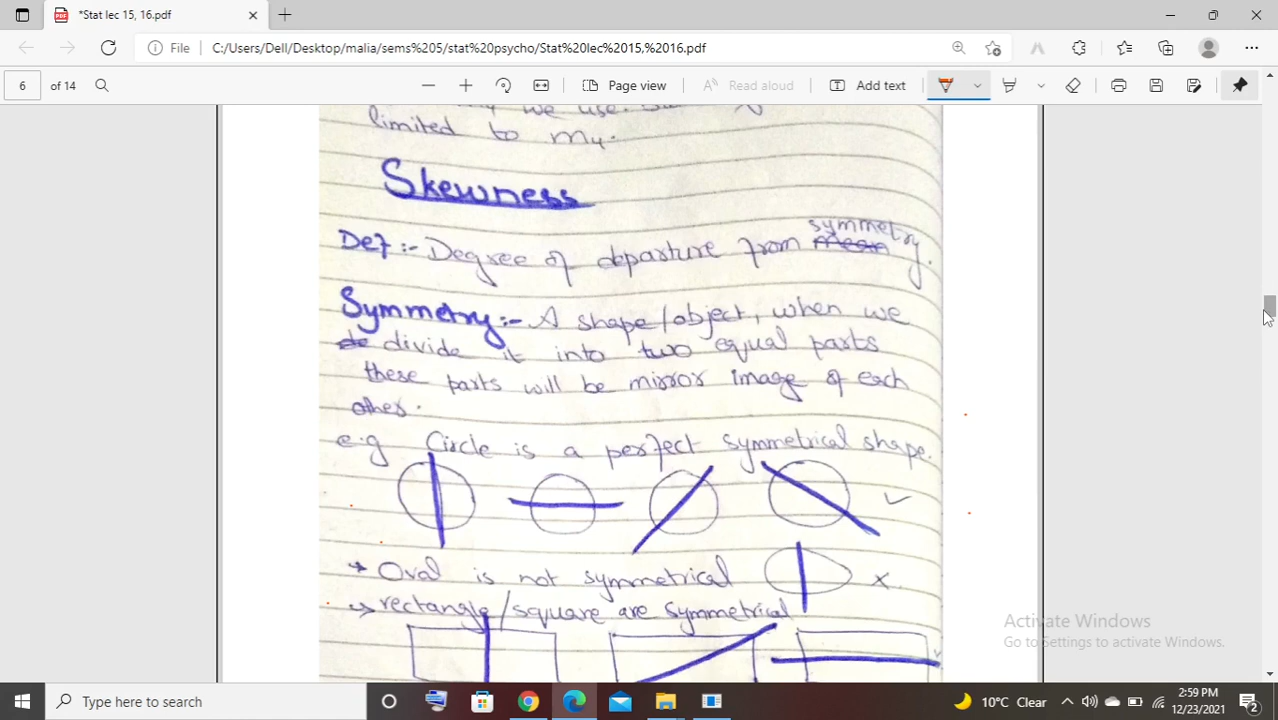 *Stat lec 15, 16.pdf
File C:/Users/Dell/Desktop/malia/sems%205/stat%20psycho/Stat%20lec%2015,%2016.pdf
6 of 14 Page view Read aloud Add text
we use.
limited to m4.
Skewness
Def :- Degree of departure from symmetry.
Symmetry:- A shape/object, when we
divide it into two equal parts
these parts will be mirror image of each
other.
e.g Circle is a perfect symmetrical shape.
→ Oval is not symmetrical
→ rectangle/square are symmetrical
Activate Windows
Go to Settings to activate Windows.
Type here to search
10°C Clear
2:59 PM
12/23/2021
2